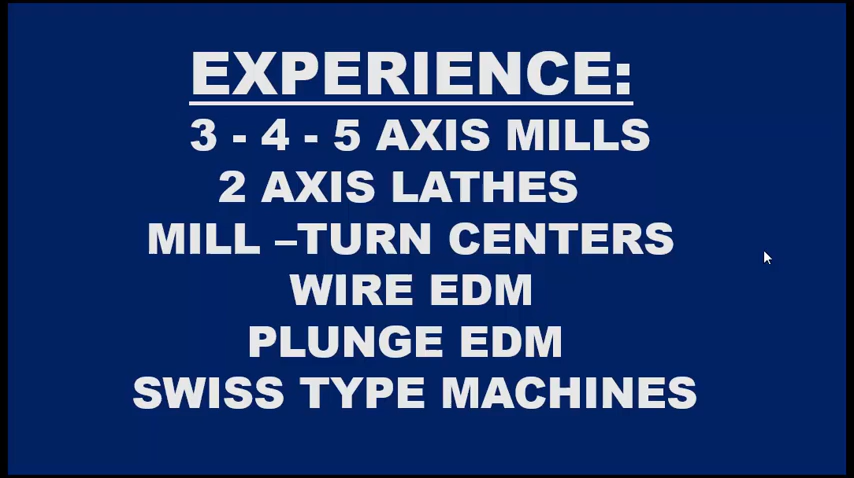 EXPERIENCE:
3 - 4 - 5 AXIS MILLS
2 AXIS LATHES
MILL –TURN CENTERS
WIRE EDM
PLUNGE EDM
SWISS TYPE MACHINES